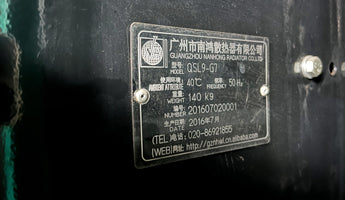 广州市南鸿散热器有限公司
GUANGZHOU NANHONG RADIATOR CO.,LTD
型号: QSL9-G7
MODEL
使用环境: 40℃ 频率: 50Hz
AMBIENT ATTRIBUTE FREQUENCY
重量: 140 k9
WEIGHT
编号: 201607020001
NUMBER
生产日期: 2016年7月
DATE
(TEL)电话: 020-86921855
(WEB)网址: http://gznhwl.cn.alibaba.com